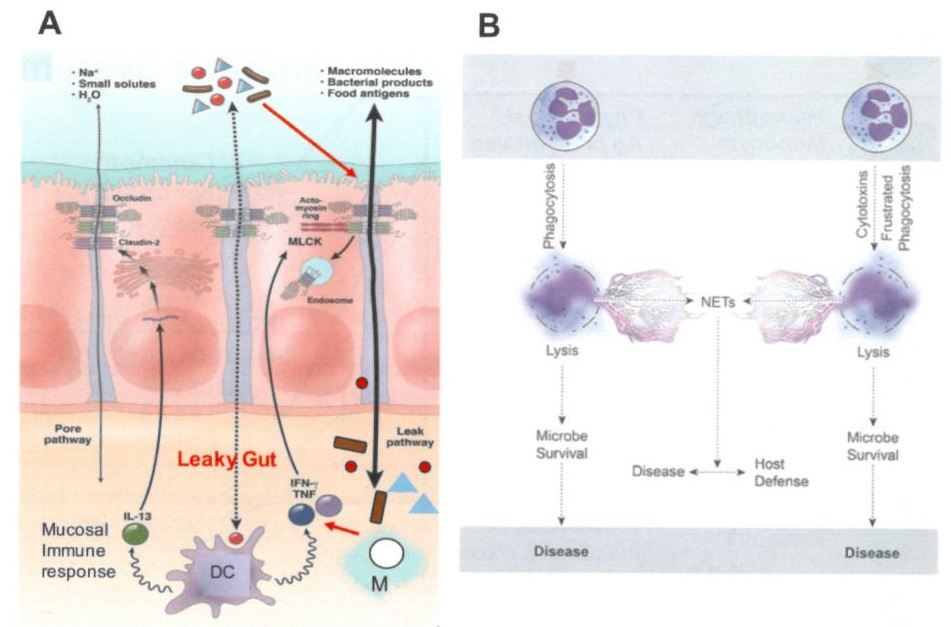 A
• Na⁺
• Small solutes
• H₂O
• Macromolecules
• Bacterial products
• Food antigens
Occludin
Claudin-2
Acto-
myosin
ring
MLCK
Endosome
Pore
pathway
Leaky Gut
Leak
pathway
IFN-γ
TNF
IL-13
Mucosal
Immune
response
DC
M
B
Phagocytosis
Cytotoxins
Frustrated
Phagocytosis
NETs
Lysis
Lysis
Microbe
Survival
Microbe
Survival
Disease
Host
Defense
Disease
Disease